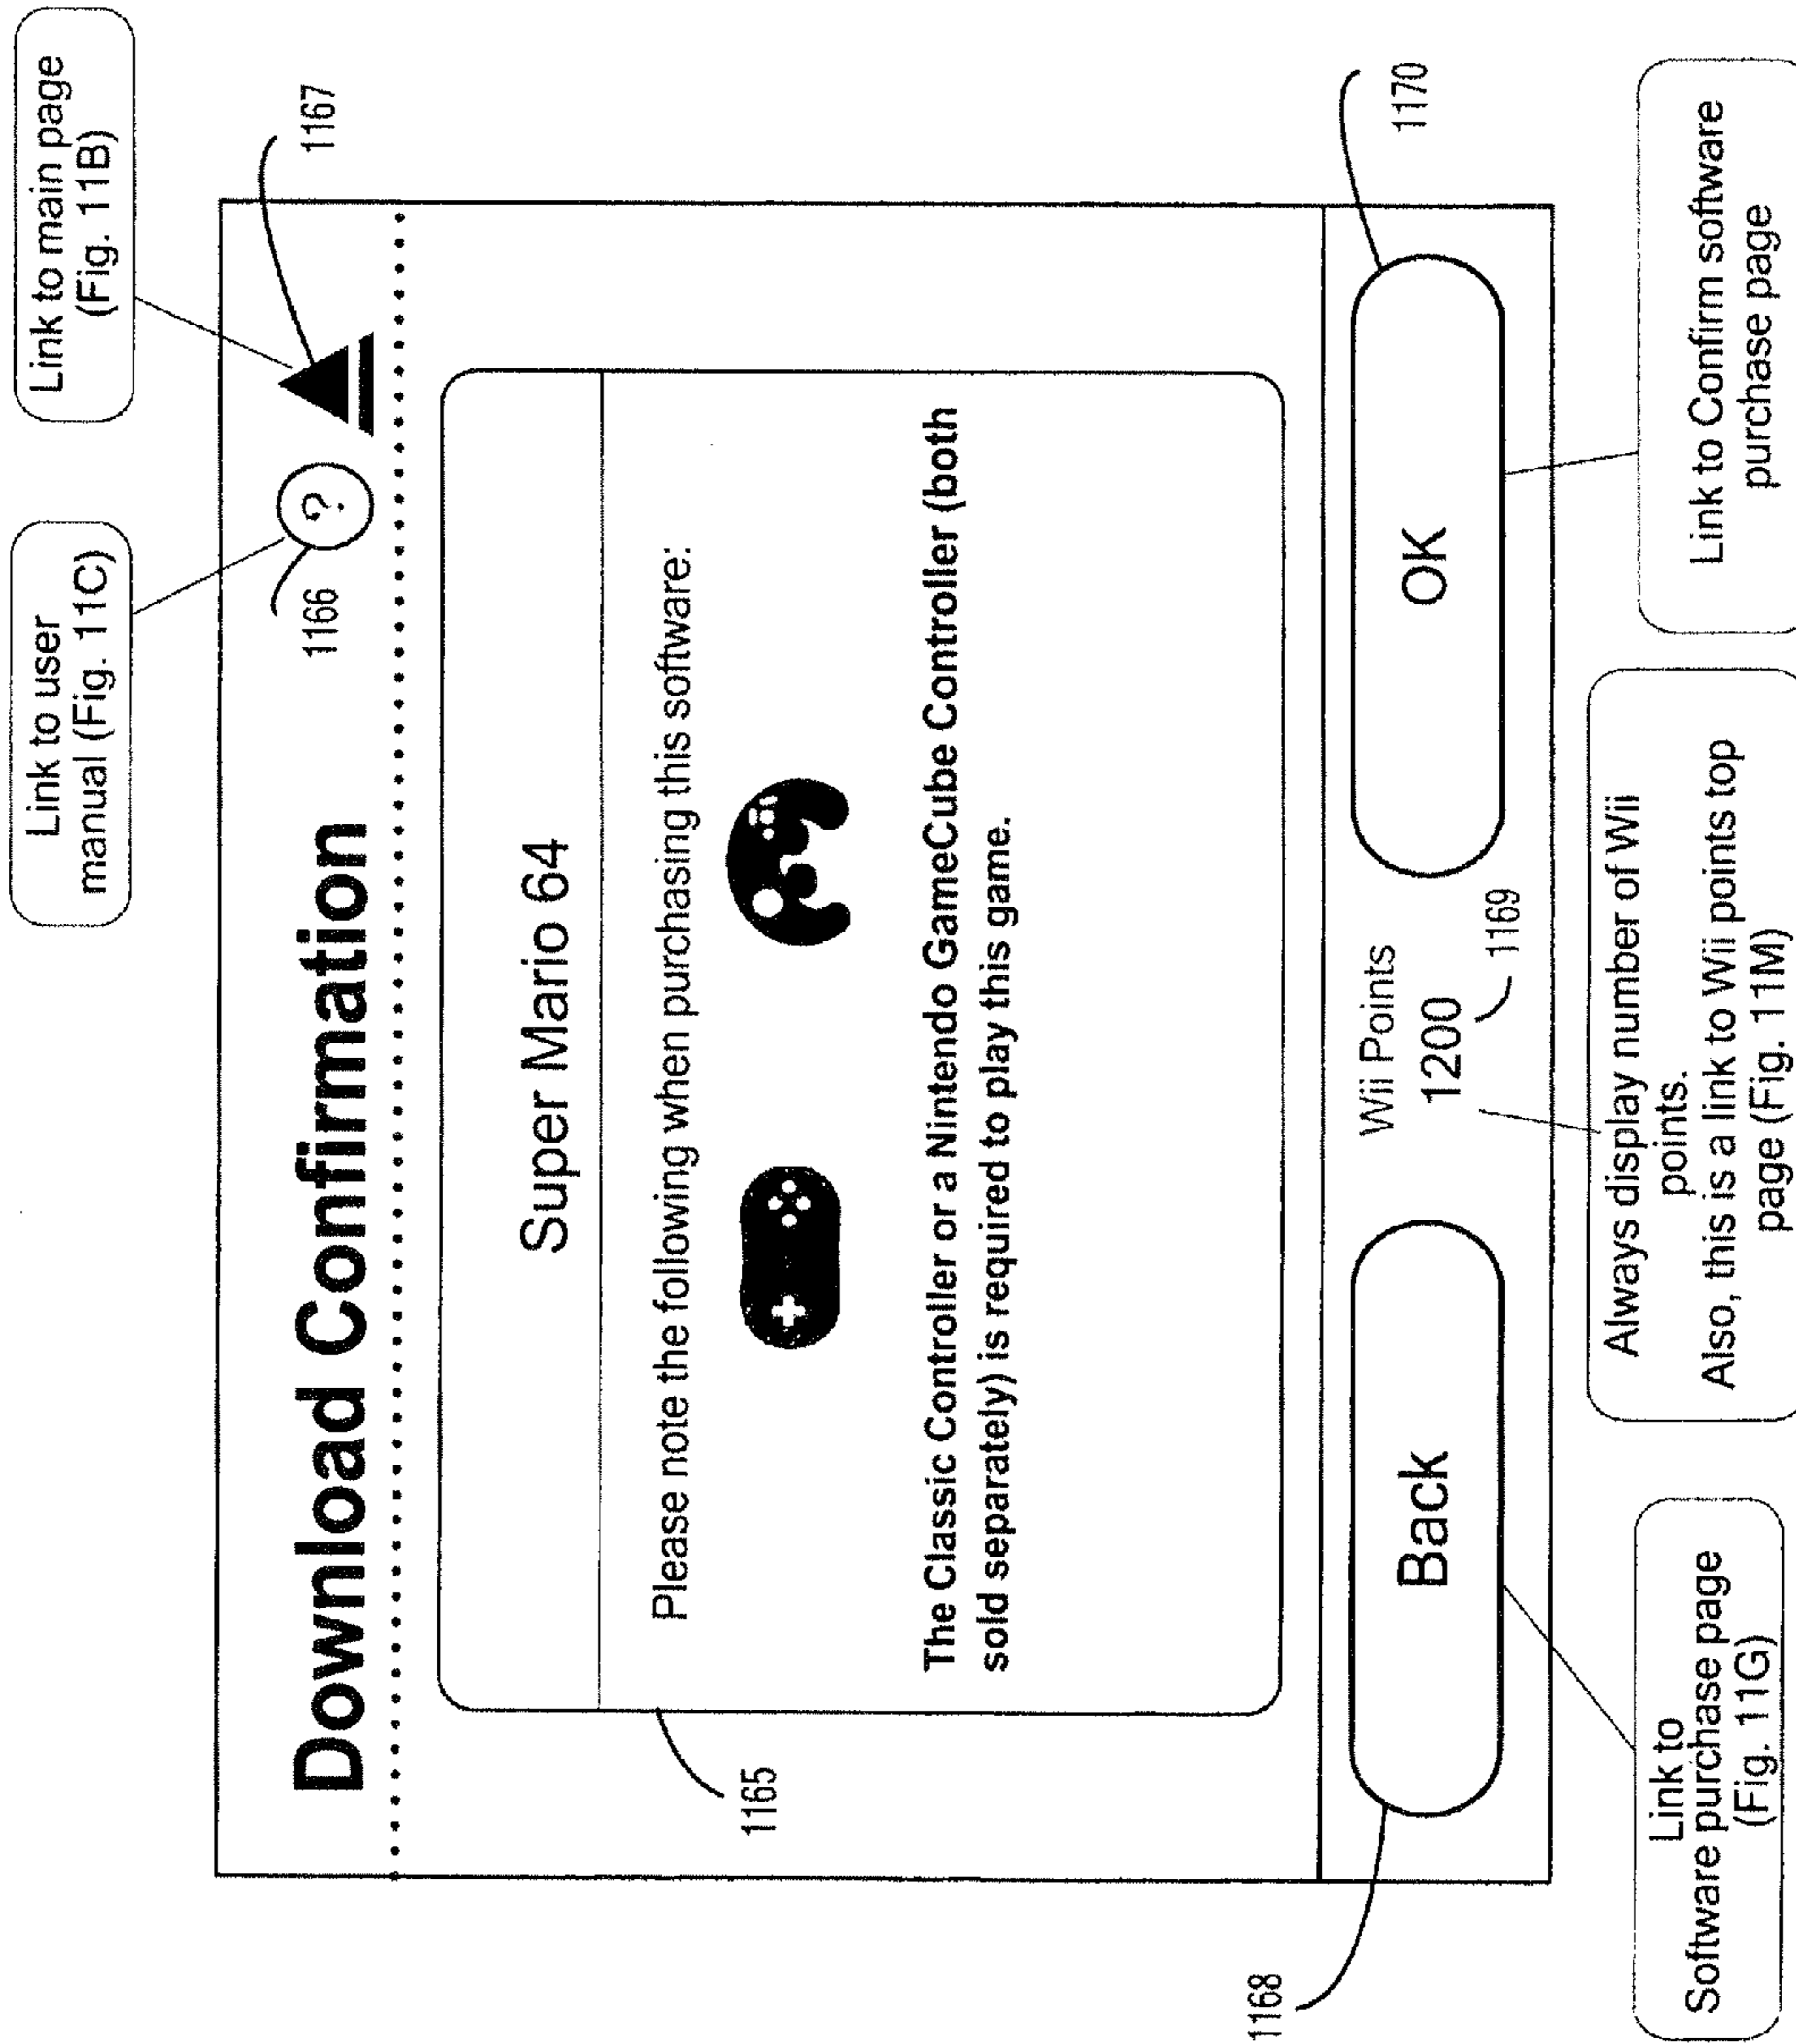 Link to user
manual (Fig. 11C)
Link to main page
(Fig. 11B)
Download Confirmation
?
1166
1167
Super Mario 64
Please note the following when purchasing this software:
1165
The Classic Controller or a Nintendo GameCube Controller (both
sold separately) is required to play this game.
1168
Back
Wii Points
1200
1169
OK
1170
Link to
Software purchase page
(Fig. 11G)
Always display number of Wii
points.
Also, this is a link to Wii points top
page (Fig. 11M)
Link to Confirm software
purchase page